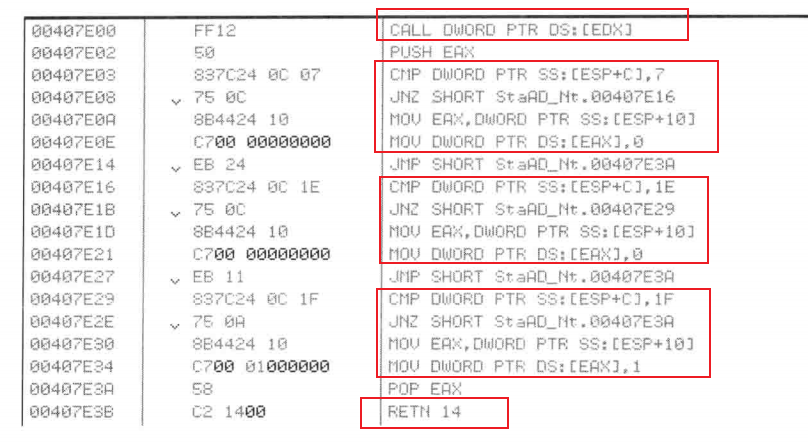 00407E00 FF12 CALL DWORD PTR DS:[EDX]
00407E02 50 PUSH EAX
00407E03 837C24 0C 07 CMP DWORD PTR SS:[ESP+C],7
00407E08 75 0C JNZ SHORT StaAD_Nt.00407E16
00407E0A 8B4424 10 MOV EAX,DWORD PTR SS:[ESP+10]
00407E0E C700 00000000 MOV DWORD PTR DS:[EAX],0
00407E14 EB 24 JMP SHORT StaAD_Nt.00407E3A
00407E16 837C24 0C 1E CMP DWORD PTR SS:[ESP+C],1E
00407E1B 75 0C JNZ SHORT StaAD_Nt.00407E29
00407E1D 8B4424 10 MOV EAX,DWORD PTR SS:[ESP+10]
00407E21 C700 00000000 MOV DWORD PTR DS:[EAX],0
00407E27 EB 11 JMP SHORT StaAD_Nt.00407E3A
00407E29 837C24 0C 1F CMP DWORD PTR SS:[ESP+C],1F
00407E2E 75 0A JNZ SHORT StaAD_Nt.00407E3A
00407E30 8B4424 10 MOV EAX,DWORD PTR SS:[ESP+10]
00407E34 C700 01000000 MOV DWORD PTR DS:[EAX],1
00407E3A 58 POP EAX
00407E3B C2 1400 RETN 14